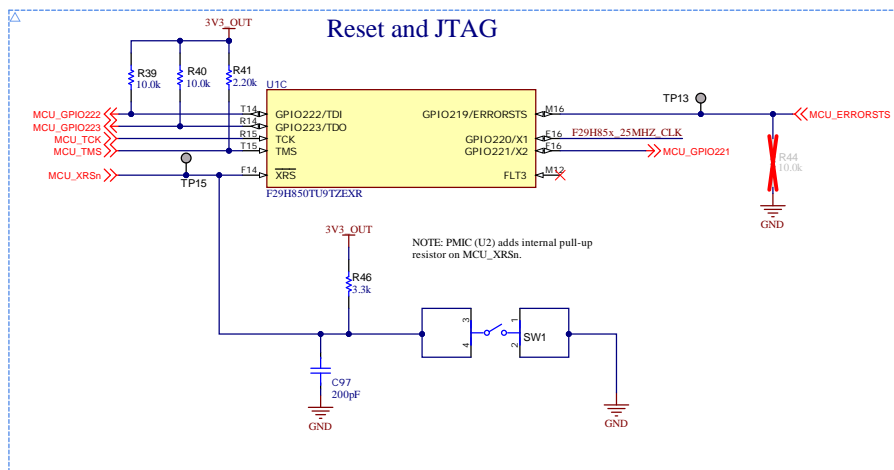 Reset and JTAG
3V3_OUT
R39
10.0k
R40
10.0k
R41
2.20k
U1C
MCU_GPIO222
T14
GPIO222/TDI
MCU_GPIO223
R14
GPIO223/TDO
MCU_TCK
R15
TCK
MCU_TMS
T15
TMS
MCU_XRSn
TP15
F14
XRS
GPIO219/ERRORSTS
M16
TP13
MCU_ERRORSTS
GPIO220/X1
E16
F29H85x_25MHZ_CLK
GPIO221/X2
F16
MCU_GPIO221
FLT3
M12
F29H850TU9TZEXR
R44
10.0k
GND
3V3_OUT
R46
3.3k
NOTE: PMIC (U2) adds internal pull-up
resistor on MCU_XRSn.
3
4
1
2
SW1
C97
200pF
GND
GND